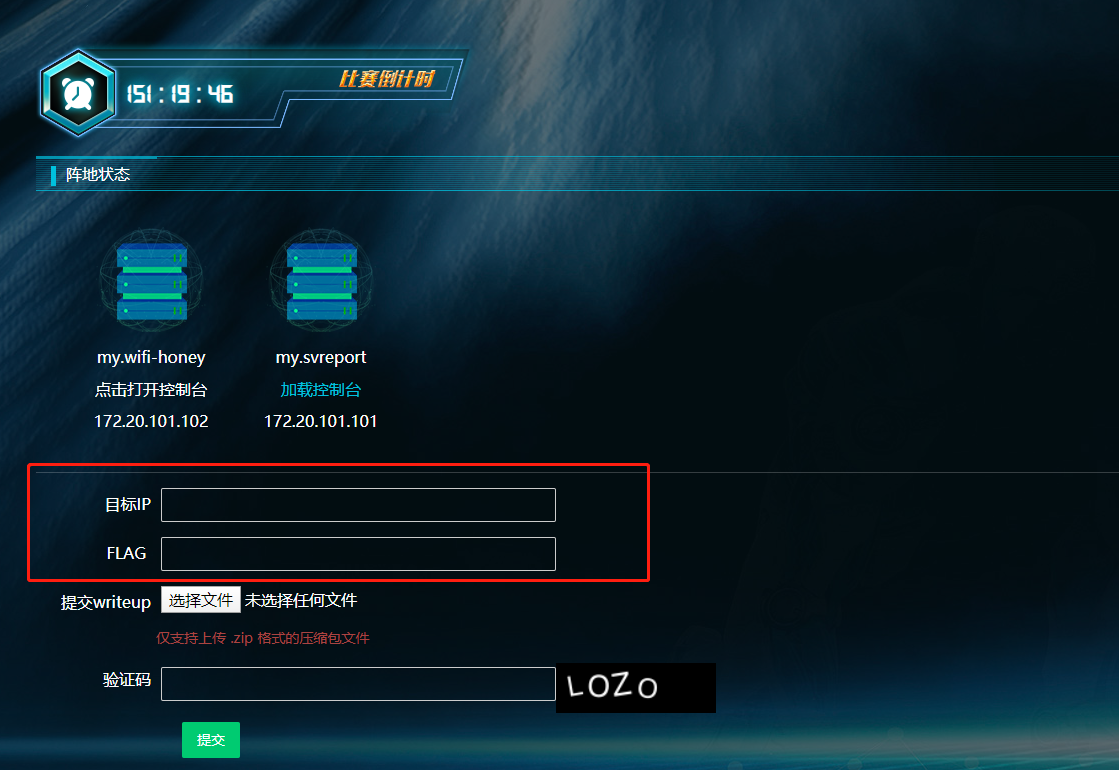 比赛倒计时
151:19:46
阵地状态
my.wifi-honey my.svreport
点击打开控制台 加载控制台
172.20.101.102 172.20.101.101
目标IP
FLAG
提交writeup 选择文件 未选择任何文件
仅支持上传 .zip 格式的压缩包文件
验证码 LOZO
提交